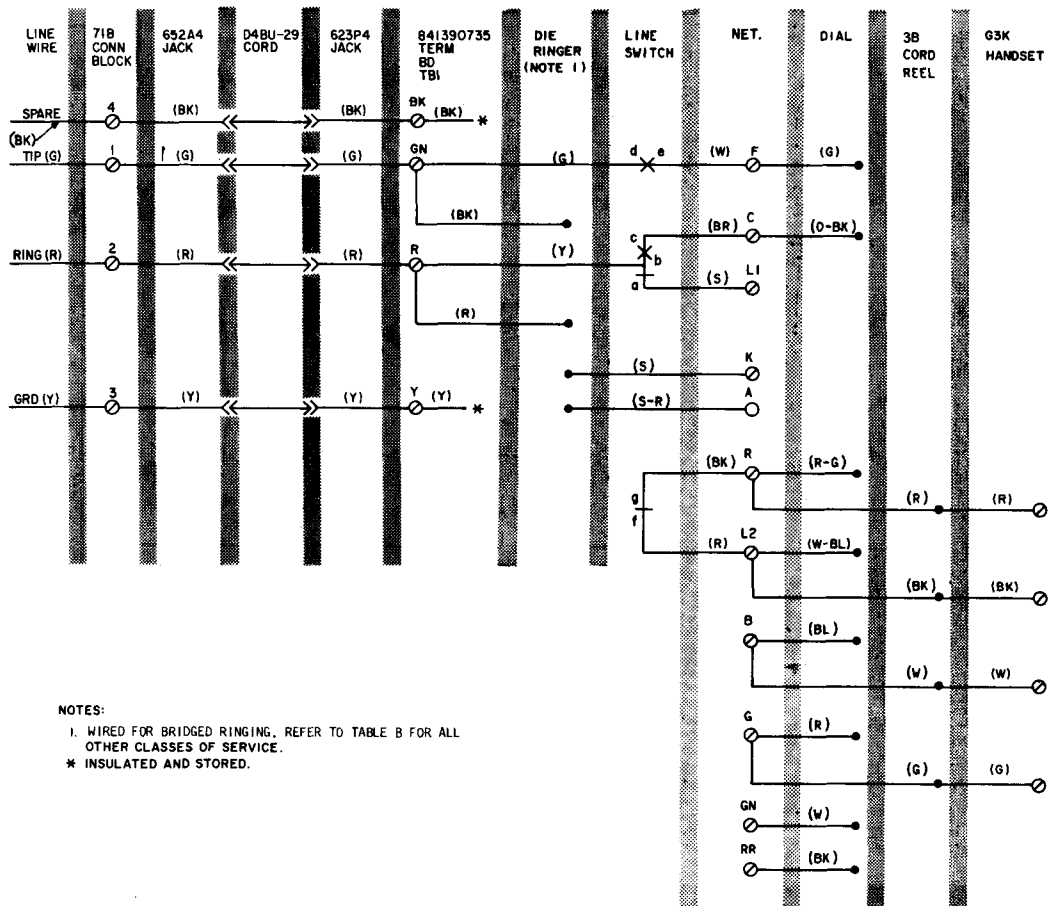 LINE WIRE
71B CONN BLOCK
652A4 JACK
D4BU-29 CORD
623P4 JACK
841390735 TERM BD TB1
DIE RINGER (NOTE 1)
LINE SWITCH
NET.
DIAL
3B CORD REEL
G3K HANDSET
SPARE 4 (BK) (BK) BK (BK) *
(BK)
TIP (G) 1 (G) (G) GN (G) d e (W) F (G)
(BK)
RING (R) 2 (R) (R) R (Y) c b a (BR) C (O-BK)
(S) L1
(R)
(S) K
GRD (Y) 3 (Y) (Y) Y (Y) * (S-R) A
g f (BK) R (R-G)
(R) (R)
(R) L2 (W-BL)
(BK) (BK)
B (BL)
(W) (W)
G (R)
(G) (G)
GN (W)
RR (BK)
NOTES:
1. WIRED FOR BRIDGED RINGING, REFER TO TABLE B FOR ALL
OTHER CLASSES OF SERVICE.
* INSULATED AND STORED.